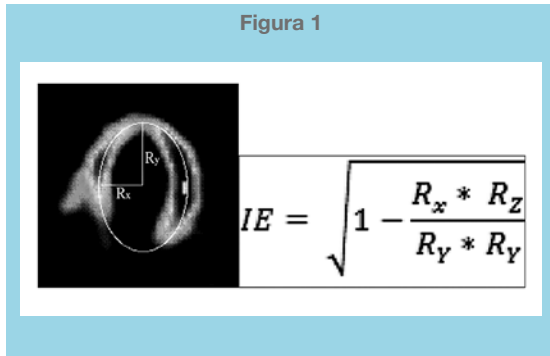 Figura 1
Ry
Rx
IE = √1 − Rx * RZ / RY * RY